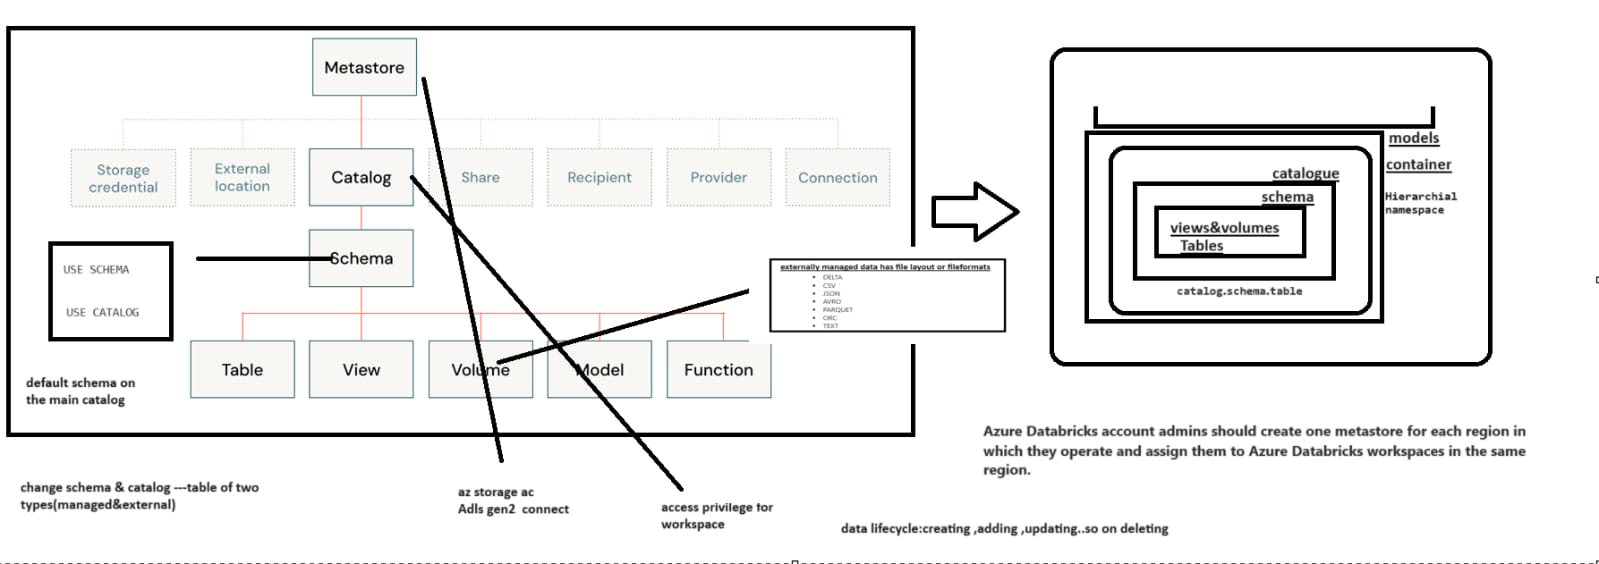 Metastore
Storage
credential
External
location
Catalog
Share
Recipient
Provider
Connection
Schema
USE SCHEMA
USE CATALOG
default schema on
the main catalog
Table
View
Volume
Model
Function
externally managed data has file layout or fileformats
DELTA
CSV
JSON
AVRO
PARQUET
ORC
TEXT
change schema & catalog ---table of two
types(managed&external)
az storage ac
Adls gen2 connect
access privilege for
workspace
models
container
Hierarchial
namespace
catalogue
schema
views&volumes
Tables
catalog.schema.table
Azure Databricks account admins should create one metastore for each region in
which they operate and assign them to Azure Databricks workspaces in the same
region.
data lifecycle:creating ,adding ,updating..so on deleting